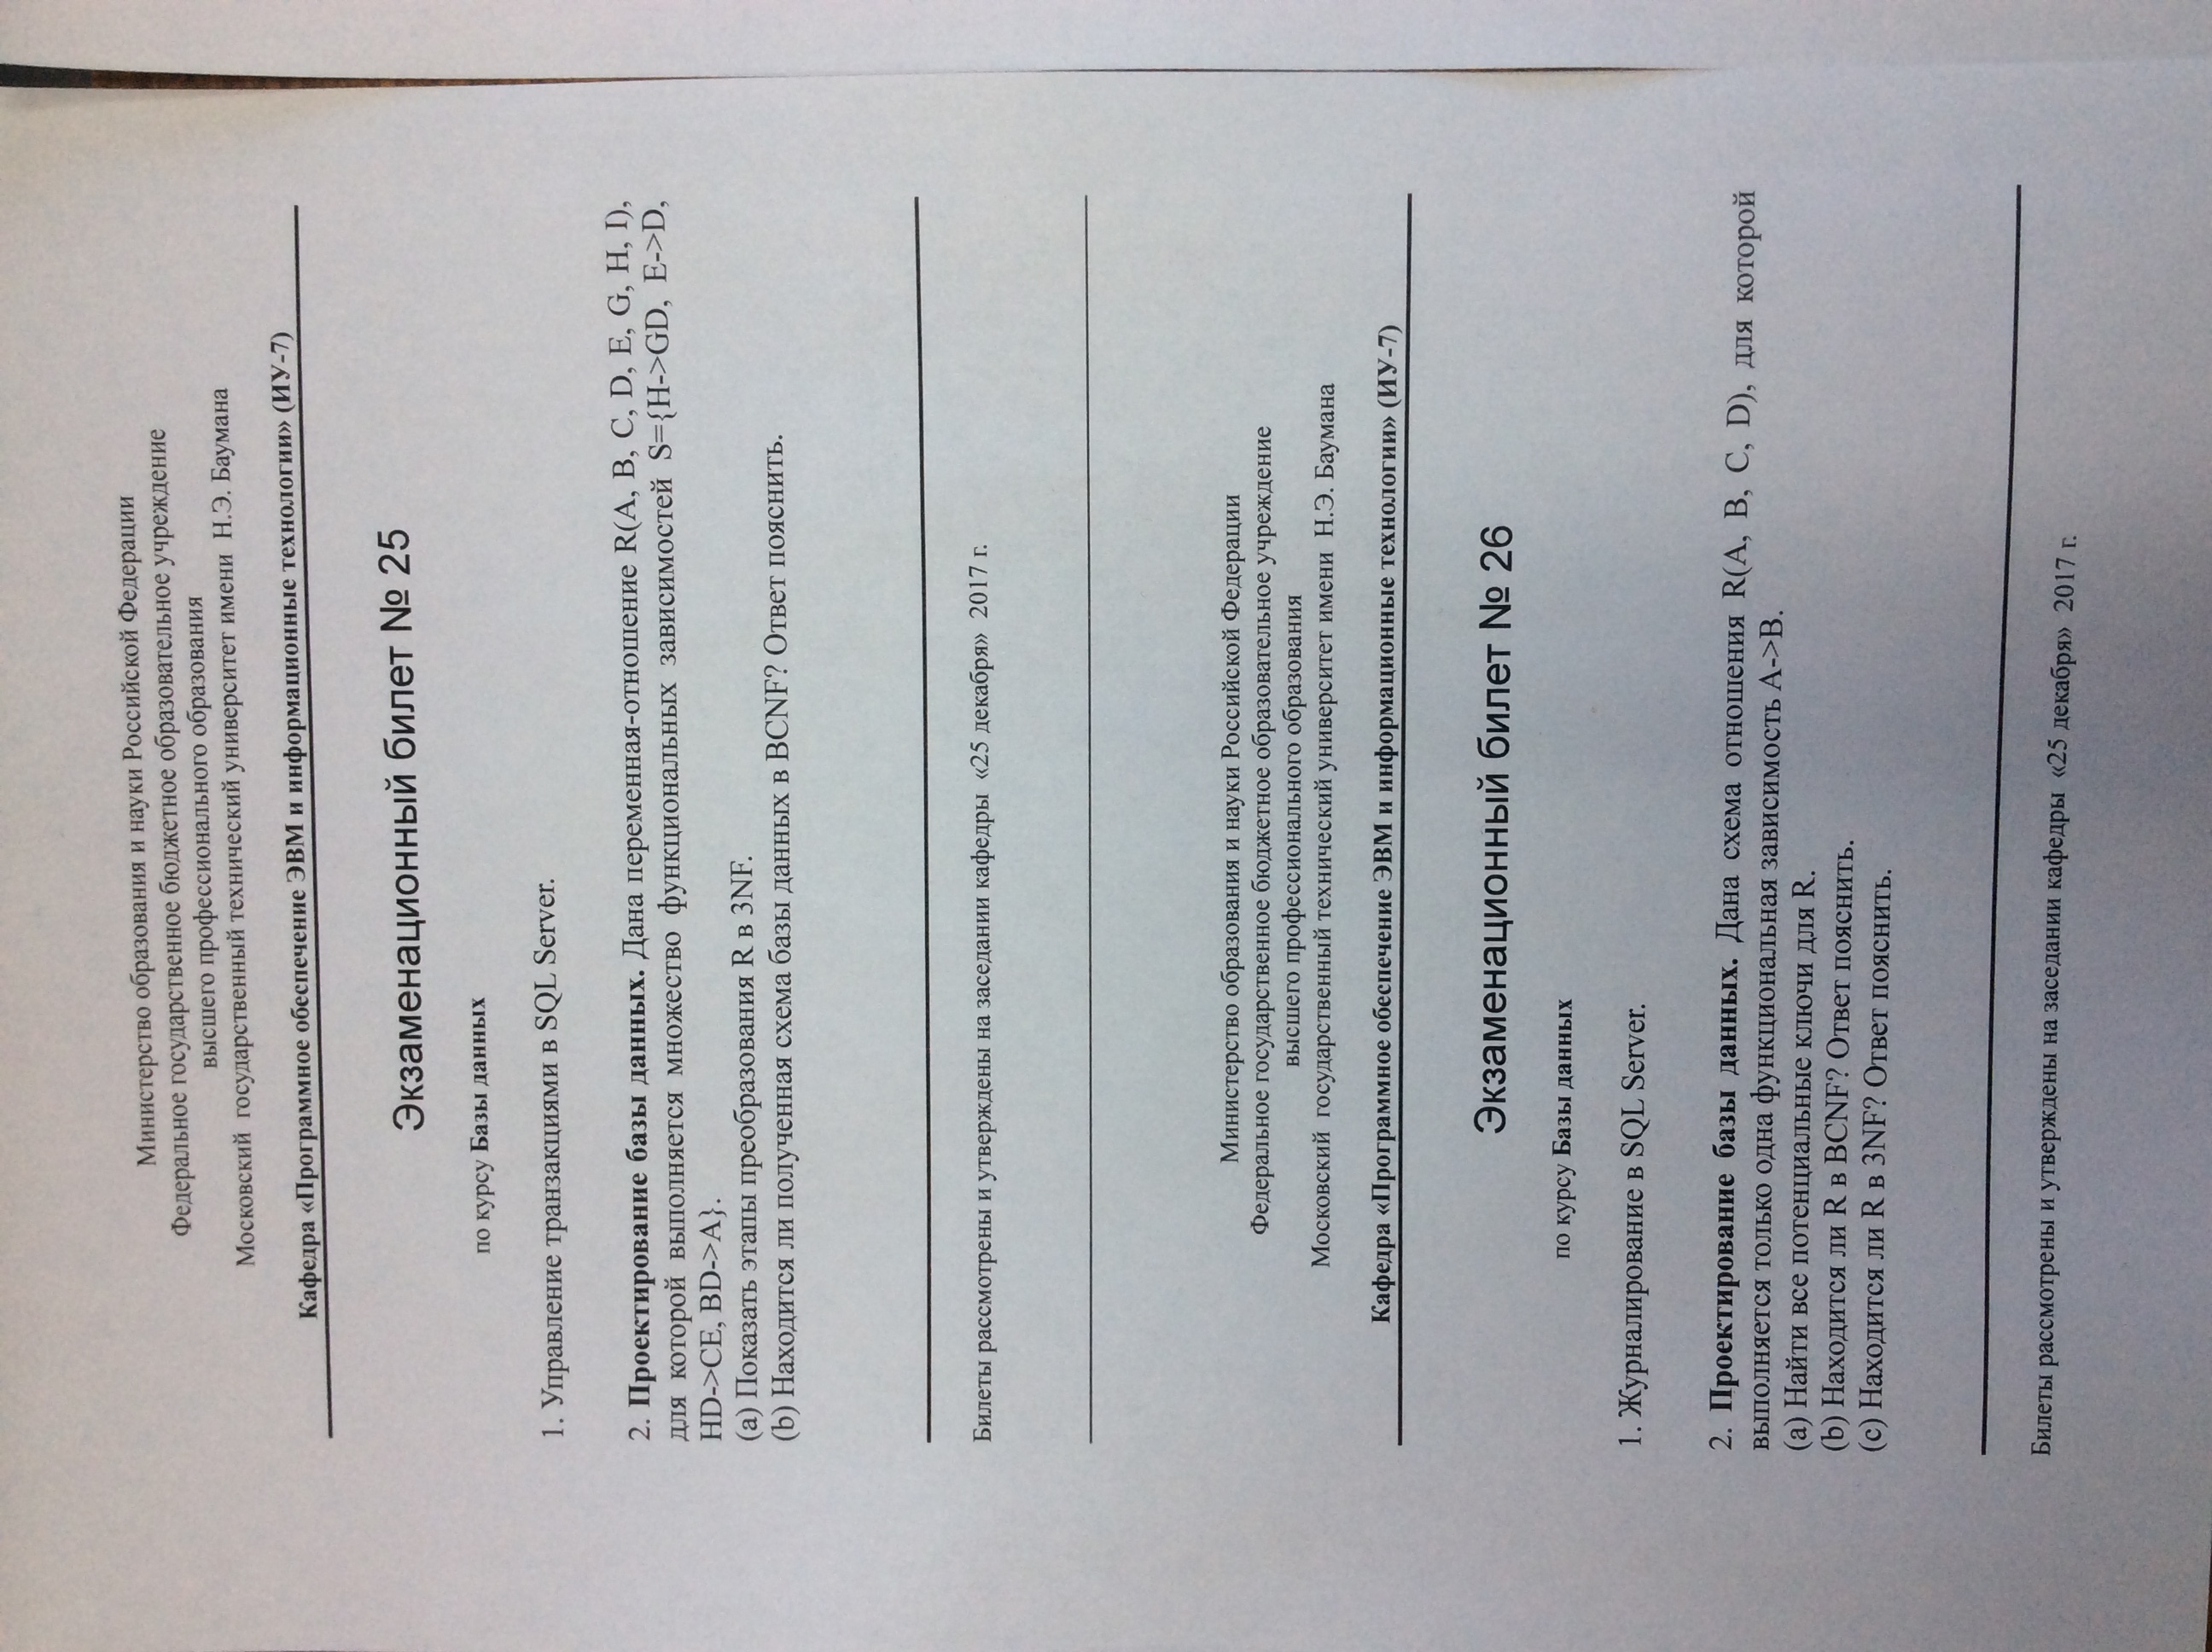 Министерство образования и науки Российской Федерации
Федеральное государственное бюджетное образовательное учреждение
высшего профессионального образования
Московский государственный технический университет имени Н.Э. Баумана
Кафедра «Программное обеспечение ЭВМ и информационные технологии» (ИУ-7)
Экзаменационный билет № 25
по курсу Базы данных
1. Управление транзакциями в SQL Server.
2. Проектирование базы данных. Дана переменная-отношение R(A, B, C, D, E, G, H, I),
для которой выполняется множество функциональных зависимостей S={H->GD, E->D,
HD->CE, BD->A}.
(a) Показать этапы преобразования R в 3NF.
(b) Находится ли полученная схема базы данных в BCNF? Ответ пояснить.
Билеты рассмотрены и утверждены на заседании кафедры «25 декабря» 2017 г.
Министерство образования и науки Российской Федерации
Федеральное государственное бюджетное образовательное учреждение
высшего профессионального образования
Московский государственный технический университет имени Н.Э. Баумана
Кафедра «Программное обеспечение ЭВМ и информационные технологии» (ИУ-7)
Экзаменационный билет № 26
по курсу Базы данных
1. Журналирование в SQL Server.
2. Проектирование базы данных. Дана схема отношения R(A, B, C, D), для которой
выполняется только одна функциональная зависимость A->B.
(a) Найти все потенциальные ключи для R.
(b) Находится ли R в BCNF? Ответ пояснить.
(c) Находится ли R в 3NF? Ответ пояснить.
Билеты рассмотрены и утверждены на заседании кафедры «25 декабря» 2017 г.